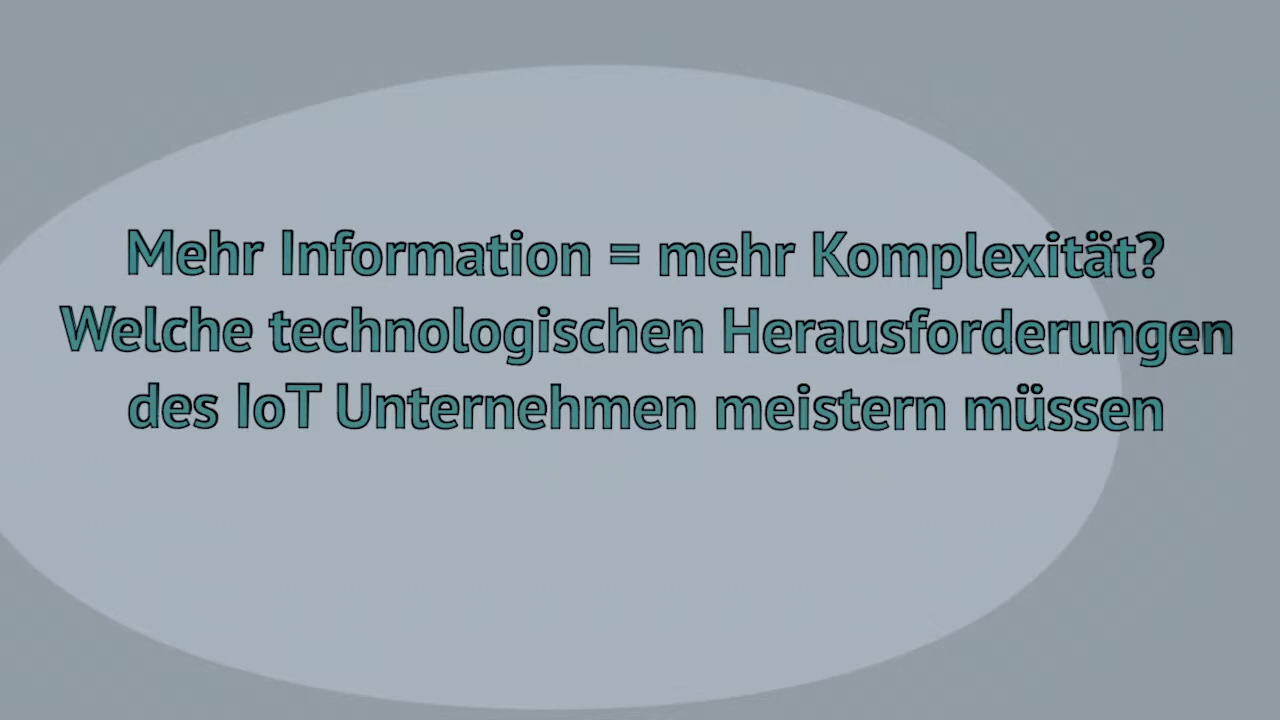 Mehr Information = mehr Komplexität?
Welche technologischen Herausforderungen
des IoT Unternehmen meistern müssen